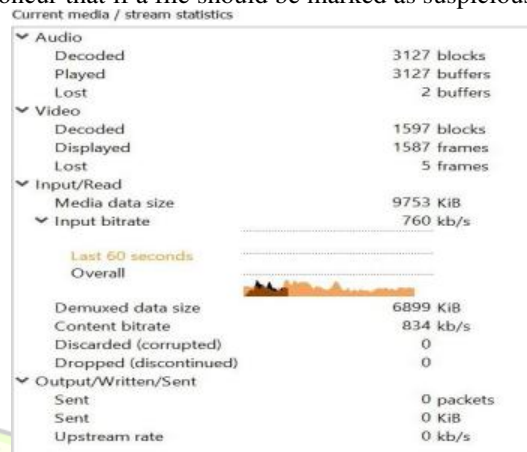 Current media / stream statistics
Audio
Decoded 3127 blocks
Played 3127 buffers
Lost 2 buffers
Video
Decoded 1597 blocks
Displayed 1587 frames
Lost 5 frames
Input/Read
Media data size 9753 KiB
Input bitrate 760 kb/s
Last 60 seconds
Overall
Demuxed data size 6899 KiB
Content bitrate 834 kb/s
Discarded (corrupted) 0
Dropped (discontinued) 0
Output/Written/Sent
Sent 0 packets
Sent 0 KiB
Upstream rate 0 kb/s